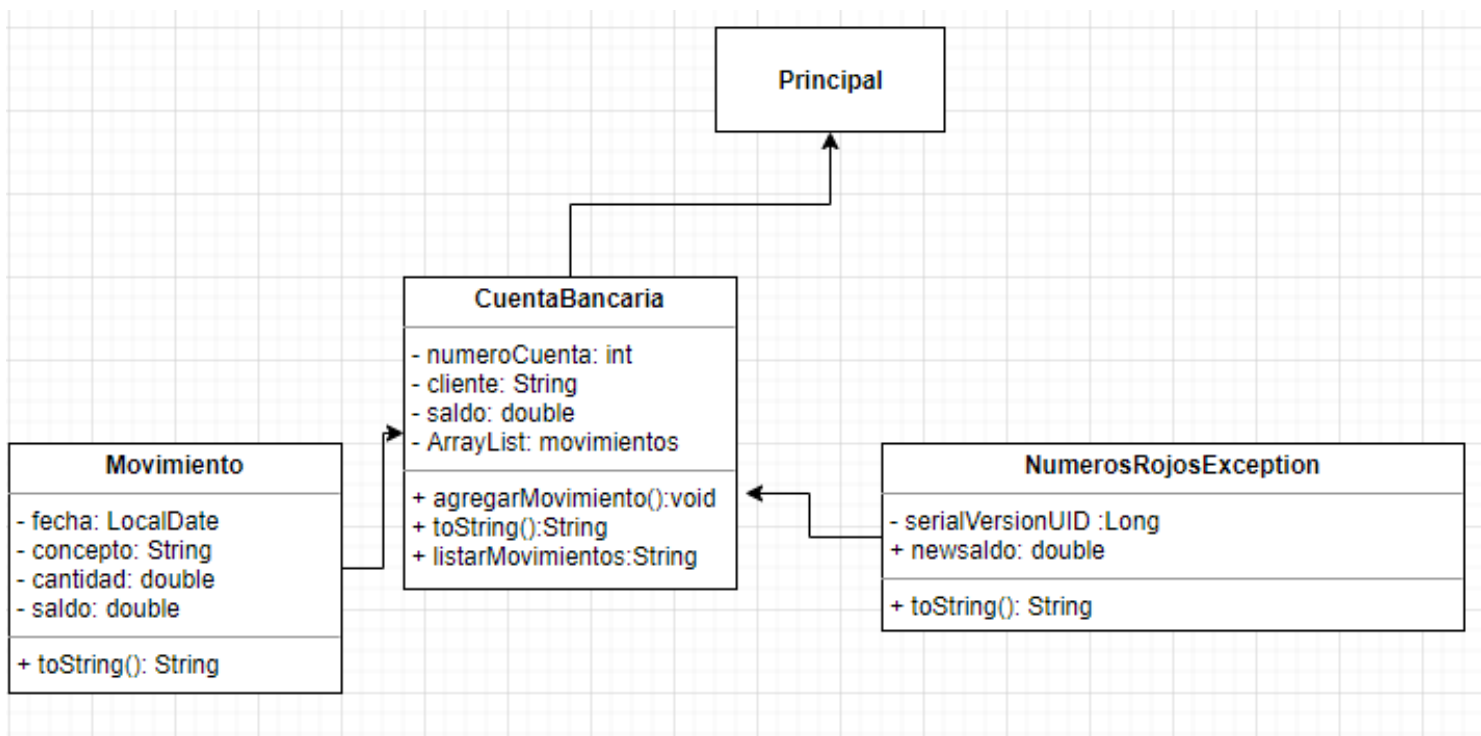 Principal
CuentaBancaria
- numeroCuenta: int
- cliente: String
- saldo: double
- ArrayList: movimientos
+ agregarMovimiento():void
+ toString():String
+ listarMovimientos:String
Movimiento
- fecha: LocalDate
- concepto: String
- cantidad: double
- saldo: double
+ toString(): String
NumerosRojosException
- serialVersionUID :Long
+ newsaldo: double
+ toString(): String